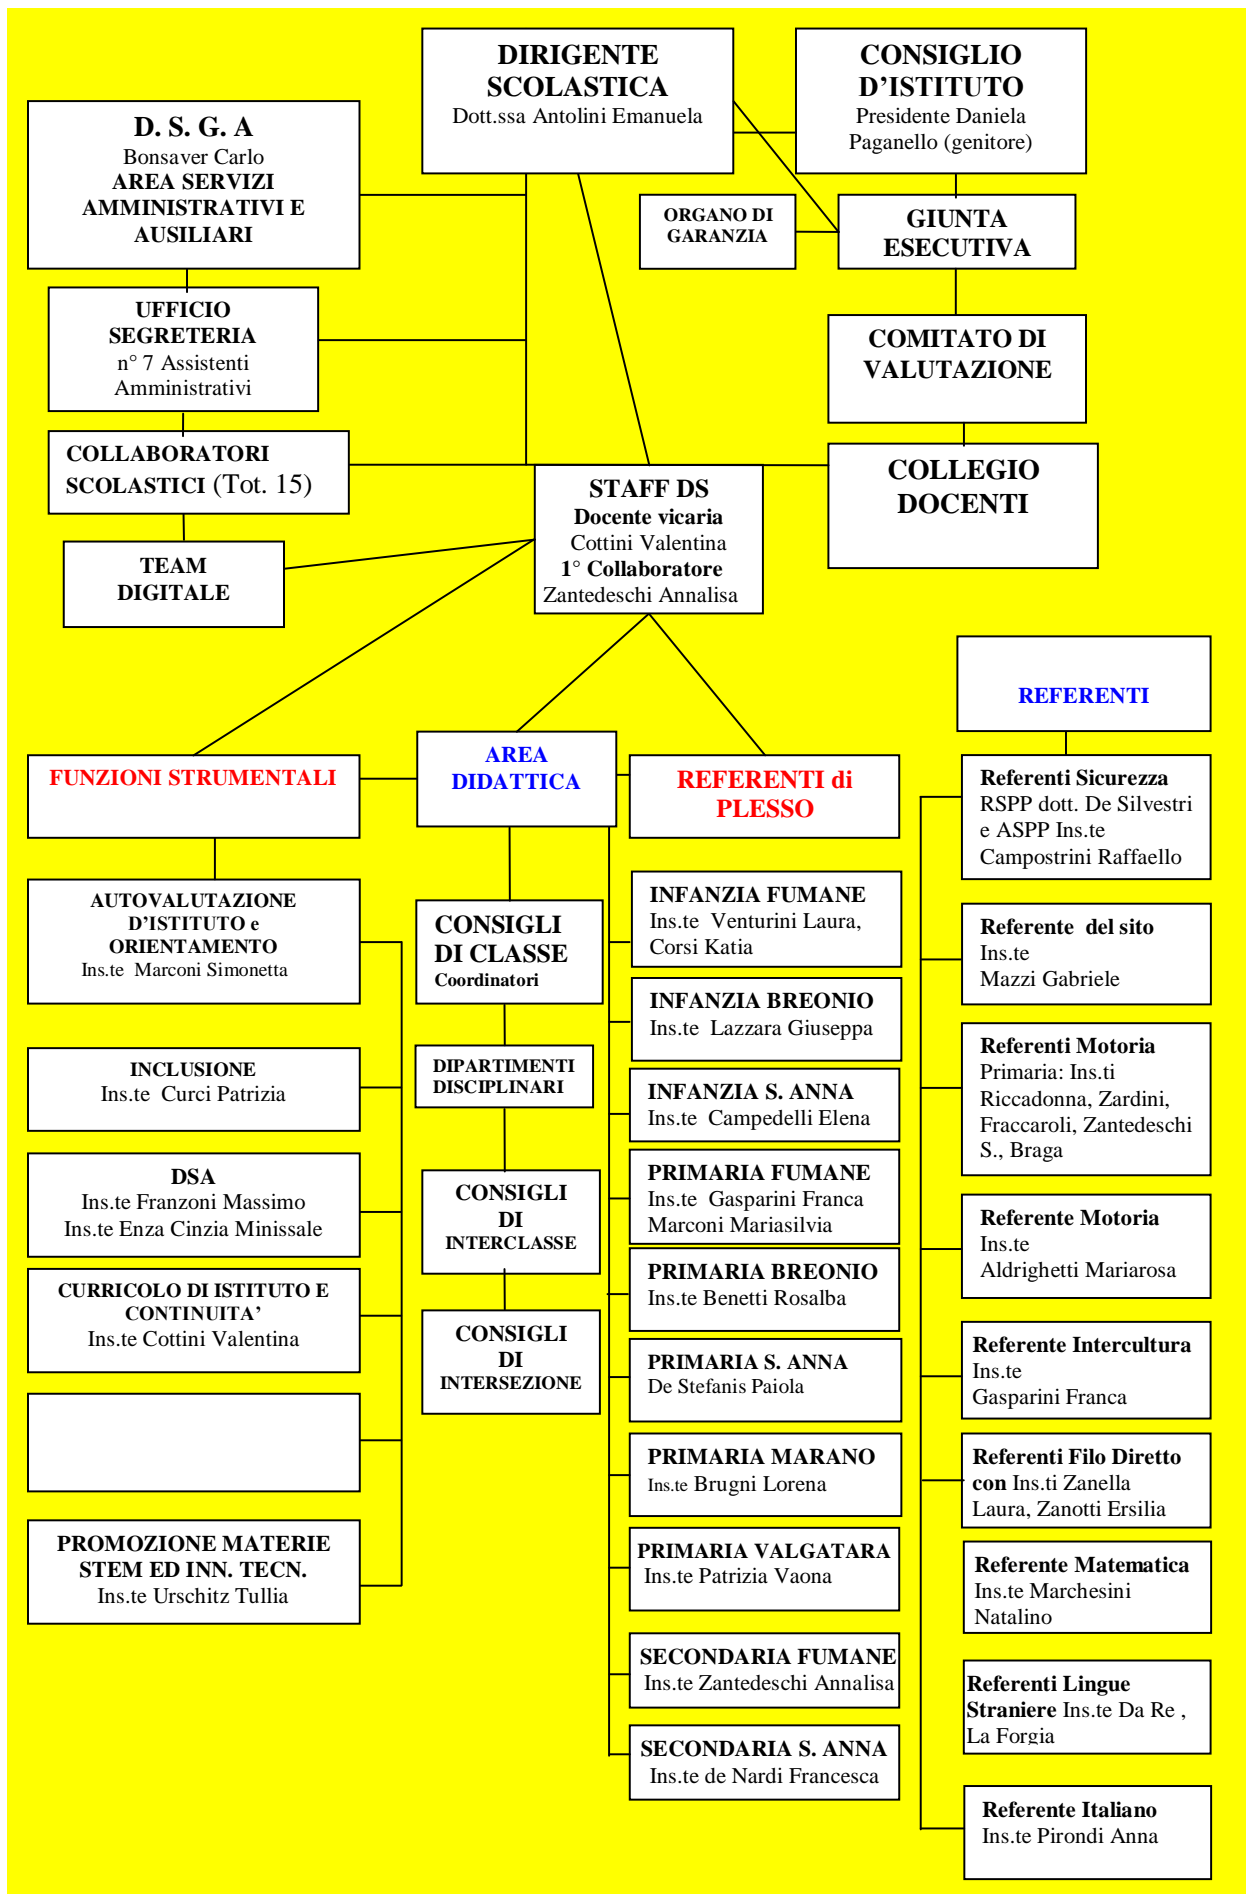 DIRIGENTE
SCOLASTICA
Dott.ssa Antolini Emanuela
CONSIGLIO
D'ISTITUTO
Presidente Daniela
Paganello (genitore)
D. S. G. A
Bonsaver Carlo
AREA SERVIZI
AMMINISTRATIVI E
AUSILIARI
ORGANO DI
GARANZIA
GIUNTA
ESECUTIVA
UFFICIO
SEGRETERIA
n° 7 Assistenti
Amministrativi
COMITATO DI
VALUTAZIONE
COLLABORATORI
SCOLASTICI (Tot. 15)
STAFF DS
Docente vicaria
Cottini Valentina
1° Collaboratore
Zantedeschi Annalisa
COLLEGIO
DOCENTI
TEAM
DIGITALE
REFERENTI
FUNZIONI STRUMENTALI
AREA
DIDATTICA
REFERENTI di
PLESSO
AUTOVALUTAZIONE
D'ISTITUTO e
ORIENTAMENTO
Ins.te Marconi Simonetta
INCLUSIONE
Ins.te Curci Patrizia
DSA
Ins.te Franzoni Massimo
Ins.te Enza Cinzia Minissale
CURRICOLO DI ISTITUTO E
CONTINUITA'
Ins.te Cottini Valentina
PROMOZIONE MATERIE
STEM ED INN. TECN.
Ins.te Urschitz Tullia
CONSIGLI
DI CLASSE
Coordinatori
DIPARTIMENTI
DISCIPLINARI
CONSIGLI
DI
INTERCLASSE
CONSIGLI
DI
INTERSEZIONE
INFANZIA FUMANE
Ins.te Venturini Laura,
Corsi Katia
INFANZIA BREONIO
Ins.te Lazzara Giuseppa
INFANZIA S. ANNA
Ins.te Campedelli Elena
PRIMARIA FUMANE
Ins.te Gasparini Franca
Marconi Mariasilvia
PRIMARIA BREONIO
Ins.te Benetti Rosalba
PRIMARIA S. ANNA
De Stefanis Paiola
PRIMARIA MARANO
Ins.te Brugni Lorena
PRIMARIA VALGATARA
Ins.te Patrizia Vaona
SECONDARIA FUMANE
Ins.te Zantedeschi Annalisa
SECONDARIA S. ANNA
Ins.te de Nardi Francesca
Referenti Sicurezza
RSPP dott. De Silvestri
e ASPP Ins.te
Campostrini Raffaello
Referente del sito
Ins.te
Mazzi Gabriele
Referenti Motoria
Primaria: Ins.ti
Riccadonna, Zardini,
Fraccaroli, Zantedeschi
S., Braga
Referente Motoria
Ins.te
Aldrighetti Mariarosa
Referente Intercultura
Ins.te
Gasparini Franca
Referenti Filo Diretto
con Ins.ti Zanella
Laura, Zanotti Ersilia
Referente Matematica
Ins.te Marchesini
Natalino
Referenti Lingue
Straniere Ins.te Da Re ,
La Forgia
Referente Italiano
Ins.te Pirondi Anna